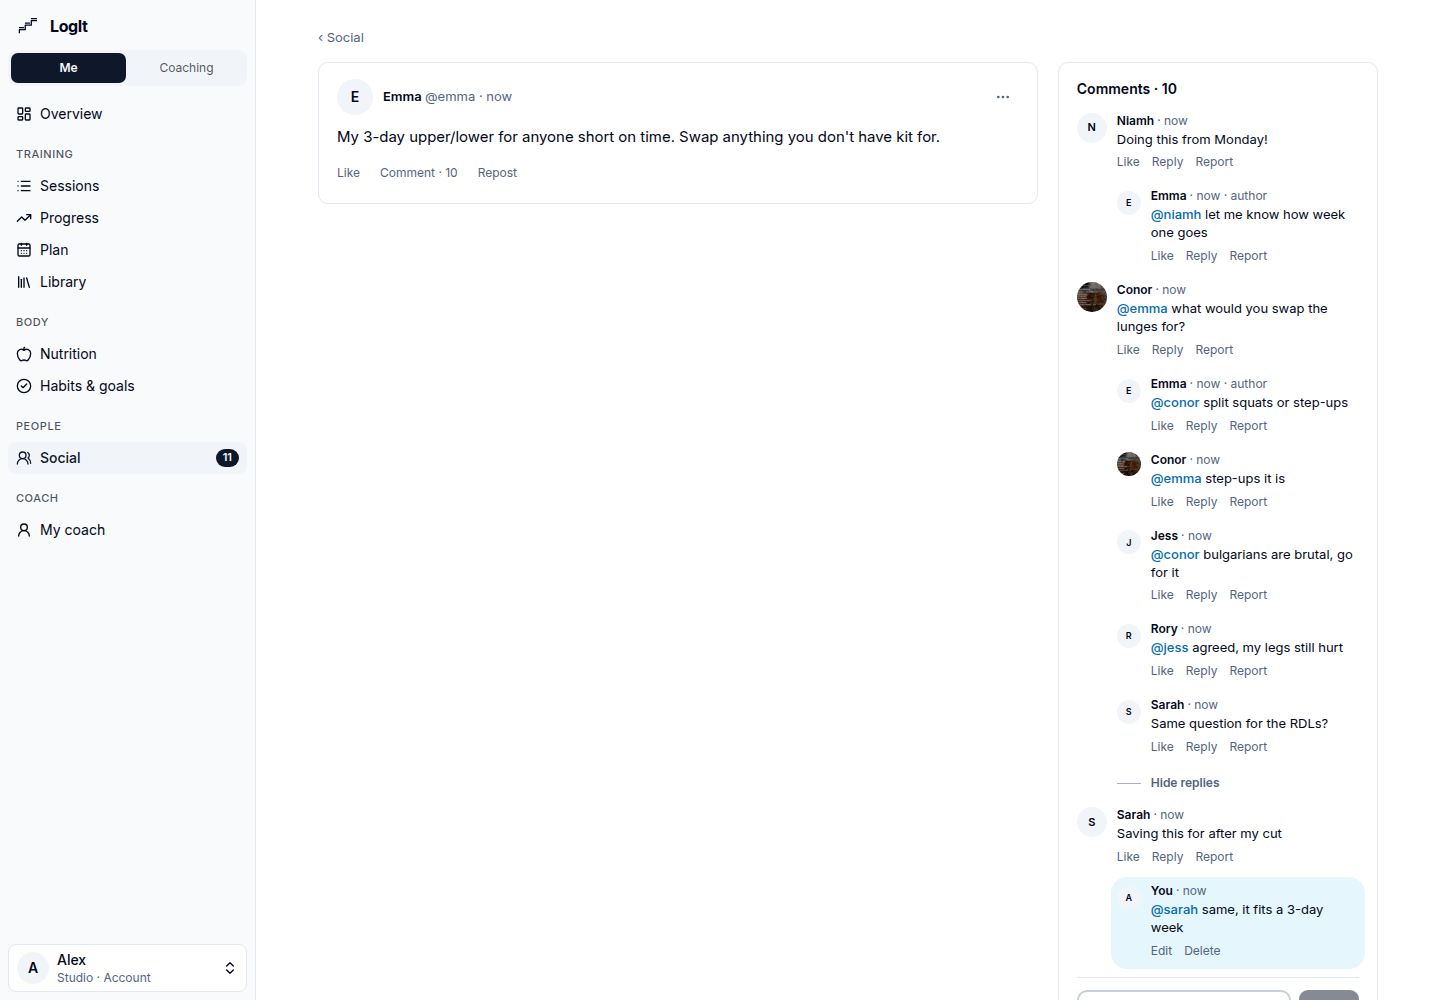 LogIt
Me
Coaching
Overview
TRAINING
Sessions
Progress
Plan
Library
BODY
Nutrition
Habits & goals
PEOPLE
Social
11
COACH
My coach
A
Alex
Studio · Account
‹ Social
E
Emma @emma · now
My 3-day upper/lower for anyone short on time. Swap anything you don't have kit for.
Like
Comment · 10
Repost
Comments · 10
N
Niamh · now
Doing this from Monday!
Like Reply Report
E
Emma · now · author
@niamh let me know how week
one goes
Like Reply Report
Conor · now
@emma what would you swap the
lunges for?
Like Reply Report
E
Emma · now · author
@conor split squats or step-ups
Like Reply Report
Conor · now
@emma step-ups it is
Like Reply Report
J
Jess · now
@conor bulgarians are brutal, go
for it
Like Reply Report
R
Rory · now
@jess agreed, my legs still hurt
Like Reply Report
S
Sarah · now
Same question for the RDLs?
Like Reply Report
Hide replies
S
Sarah · now
Saving this for after my cut
Like Reply Report
A
You · now
@sarah same, it fits a 3-day
week
Edit Delete